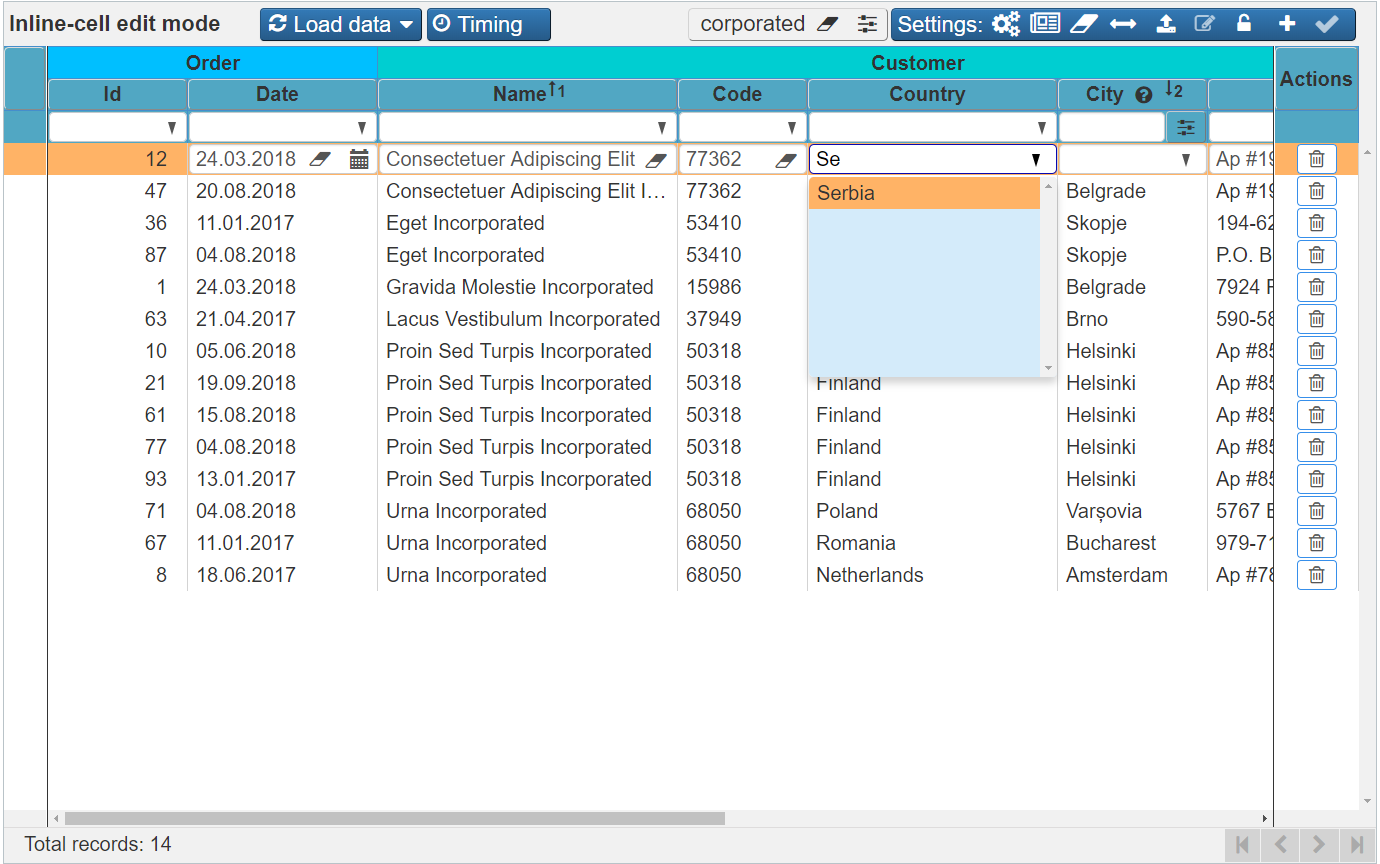 Inline-cell edit mode Load data Timing corporated Settings:
Order Customer Actions
Id Date Name 1 Code Country City 2
12 24.03.2018 Consectetuer Adipiscing Elit 77362 Se Ap #19
Serbia
47 20.08.2018 Consectetuer Adipiscing Elit I... 77362 Belgrade Ap #19
36 11.01.2017 Eget Incorporated 53410 Skopje 194-62
87 04.08.2018 Eget Incorporated 53410 Skopje P.O. B
1 24.03.2018 Gravida Molestie Incorporated 15986 Belgrade 7924
63 21.04.2017 Lacus Vestibulum Incorporated 37949 Brno 590-58
10 05.06.2018 Proin Sed Turpis Incorporated 50318 Helsinki Ap #85
21 19.09.2018 Proin Sed Turpis Incorporated 50318 Finland Helsinki Ap #85
61 15.08.2018 Proin Sed Turpis Incorporated 50318 Finland Helsinki Ap #85
77 04.08.2018 Proin Sed Turpis Incorporated 50318 Finland Helsinki Ap #85
93 13.01.2017 Proin Sed Turpis Incorporated 50318 Finland Helsinki Ap #85
71 04.08.2018 Urna Incorporated 68050 Poland Varșovia 5767
67 11.01.2017 Urna Incorporated 68050 Romania Bucharest 979-71
8 18.06.2017 Urna Incorporated 68050 Netherlands Amsterdam Ap #78
Total records: 14